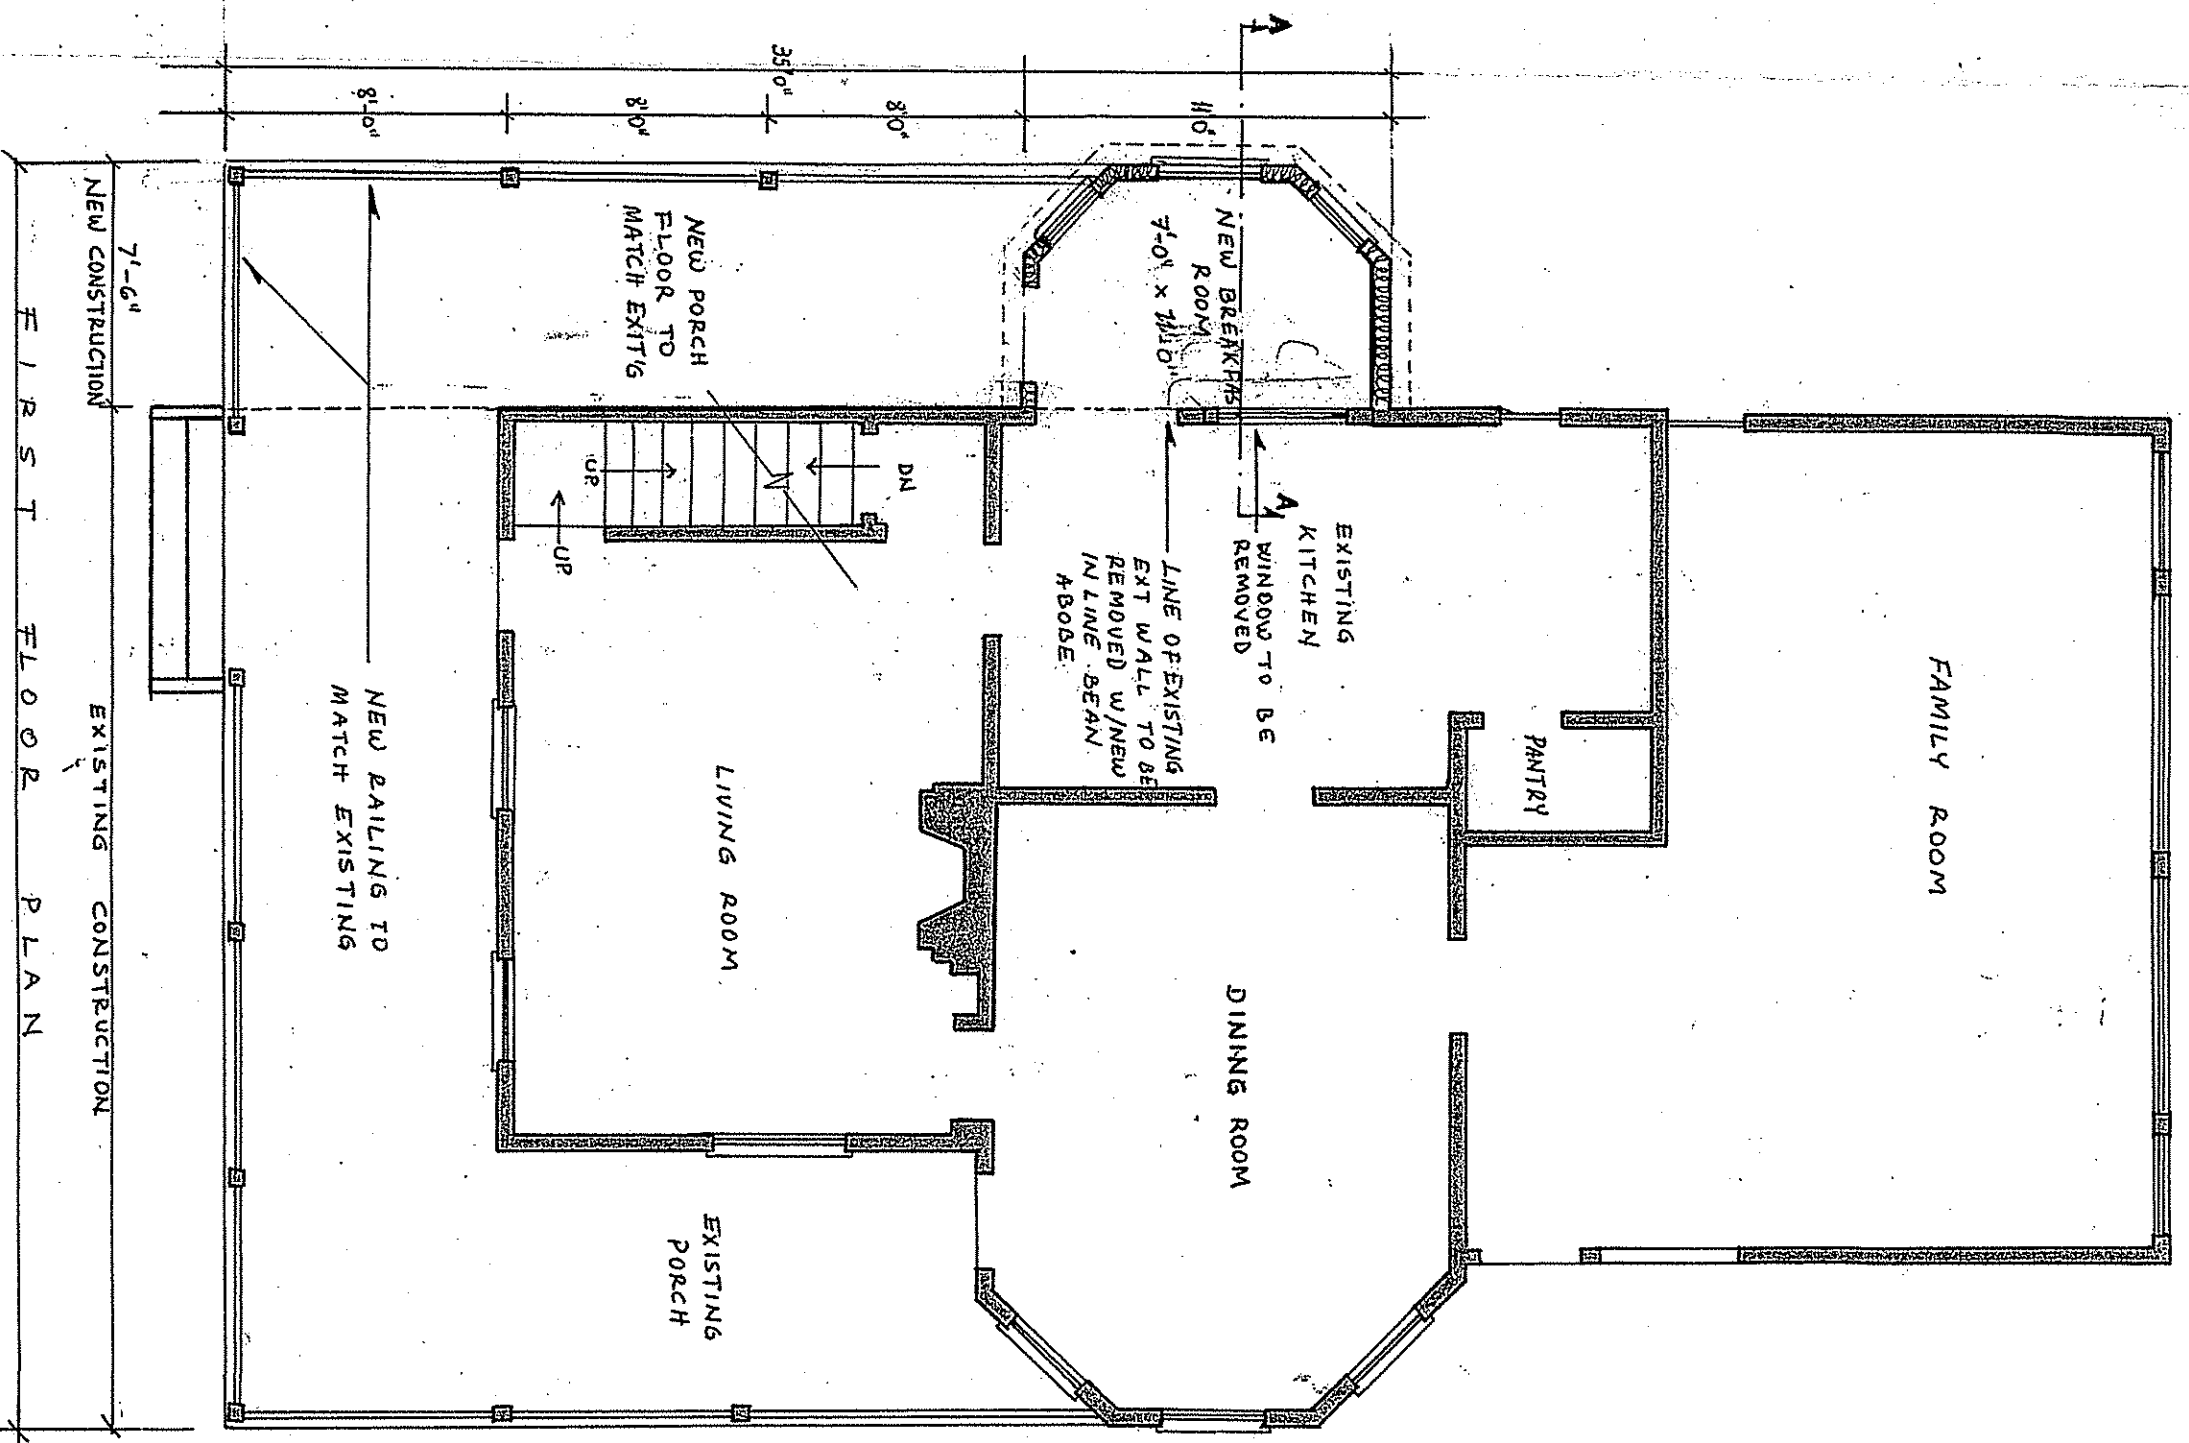 A
35'0"
8'-0"
8'0"
8'0"
11'0"
NEW BREAKFAS
ROOM
7'-0" x
NEW PORCH
FLOOR TO
MATCH EXIT'G
UP
DN
UP
A
EXISTING
KITCHEN
WINDOW TO BE
REMOVED
LINE OF EXISTING
EXT WALL TO BE
REMOVED W/NEW
IN LINE BEAN
ABOBE.
PANTRY
FAMILY ROOM
LIVING ROOM
DINING ROOM
EXISTING
PORCH
NEW RAILING TO
MATCH EXISTING
7'-6"
NEW CONSTRUCTION
EXISTING CONSTRUCTION
FIRST FLOOR PLAN